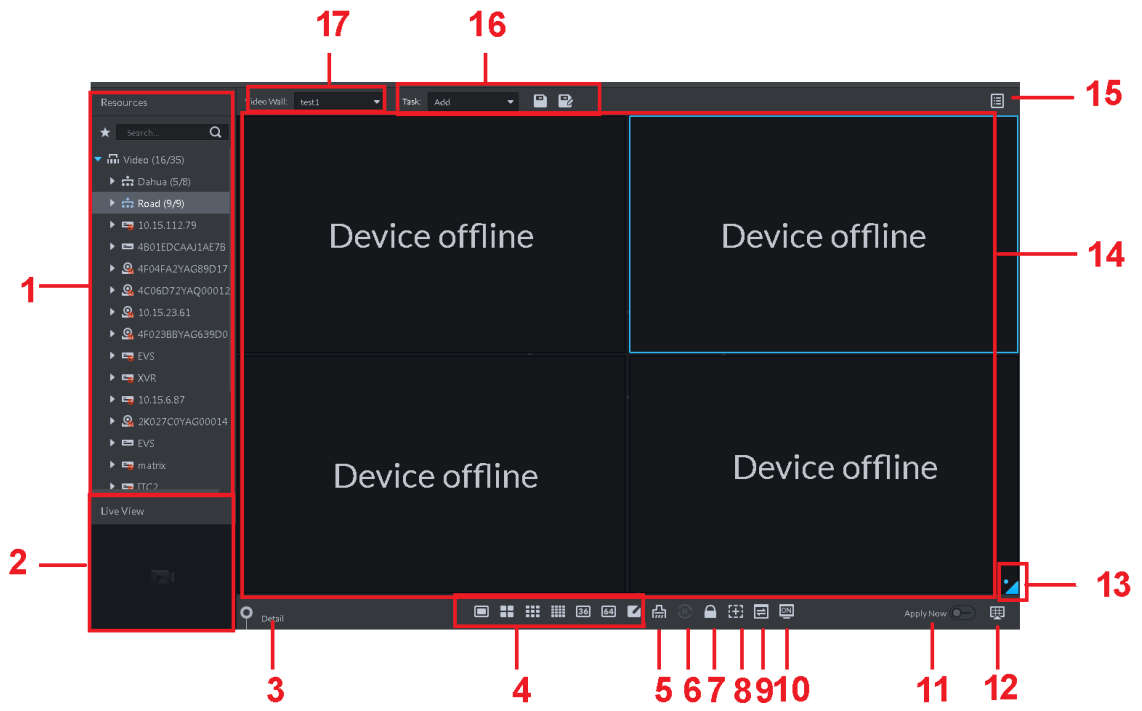 17
16
Resources
Video Wall: test1
Task: Add
15
Search...
Video (16/35)
Dahua (5/8)
Road (9/9)
10.15.112.79
4B01EDCAAJ1AE7B
4F04FA2YAG89D17
4C06D72YAQ00012
10.15.23.61
4F023BBYAG639D0
EVS
XVR
10.15.6.87
2K027C0YAG00014
EVS
matrix
ITC2
1
Device offline
Device offline
14
Device offline
Device offline
Live View
2
13
Detail
36
64
ON
Apply Now
3
4
5
6
7
8
9
10
11
12